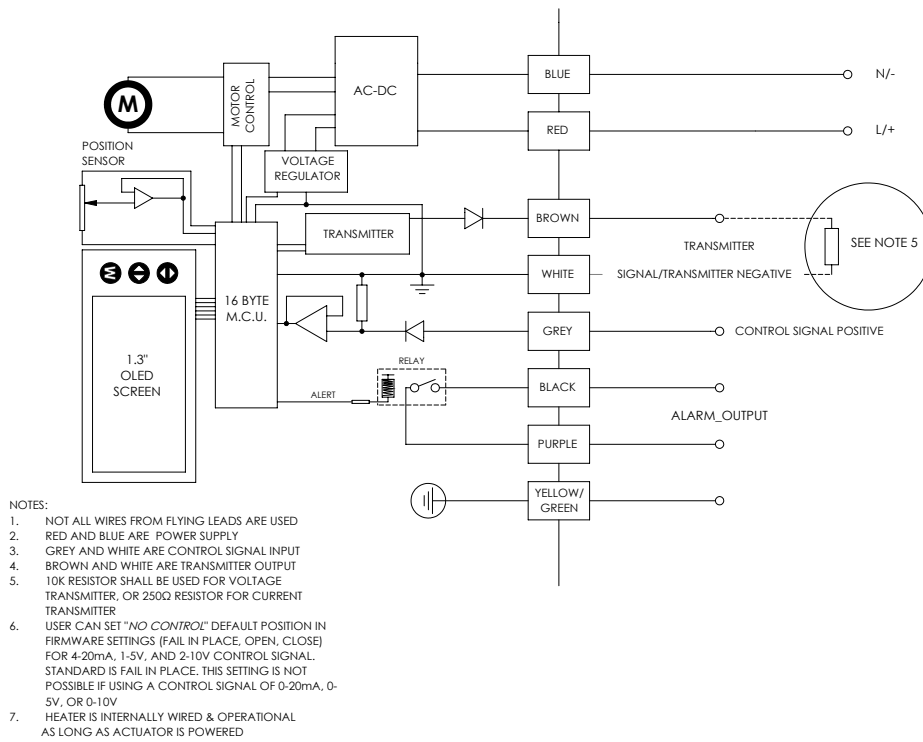 M
MOTOR CONTROL
AC-DC
BLUE
N/-
RED
L/+
POSITION
SENSOR
VOLTAGE
REGULATOR
BROWN
TRANSMITTER
TRANSMITTER
SEE NOTE 5
WHITE
SIGNAL/TRANSMITTER NEGATIVE
M
16 BYTE
M.C.U.
GREY
CONTROL SIGNAL POSITIVE
1.3"
OLED
SCREEN
RELAY
ALERT
BLACK
ALARM_OUTPUT
PURPLE
YELLOW/
GREEN
NOTES:
1. NOT ALL WIRES FROM FLYING LEADS ARE USED
2. RED AND BLUE ARE POWER SUPPLY
3. GREY AND WHITE ARE CONTROL SIGNAL INPUT
4. BROWN AND WHITE ARE TRANSMITTER OUTPUT
5. 10K RESISTOR SHALL BE USED FOR VOLTAGE
TRANSMITTER, OR 250Ω RESISTOR FOR CURRENT
TRANSMITTER
6. USER CAN SET "NO CONTROL" DEFAULT POSITION IN
FIRMWARE SETTINGS (FAIL IN PLACE, OPEN, CLOSE)
FOR 4-20mA, 1-5V, AND 2-10V CONTROL SIGNAL.
STANDARD IS FAIL IN PLACE. THIS SETTING IS NOT
POSSIBLE IF USING A CONTROL SIGNAL OF 0-20mA, 0-
5V, OR 0-10V
7. HEATER IS INTERNALLY WIRED & OPERATIONAL
AS LONG AS ACTUATOR IS POWERED